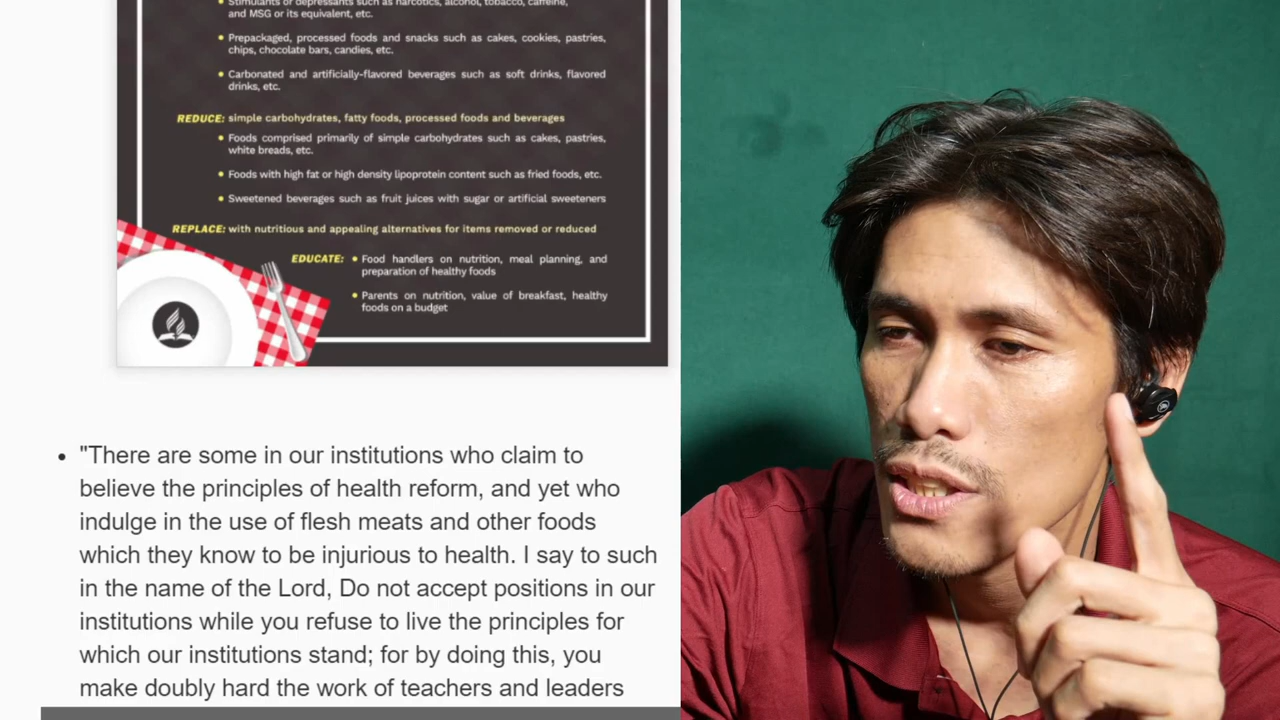 Stimulants or depressants such as narcotics, alcohol, tobacco, caffeine,
and MSG or its equivalent, etc.
Prepackaged, processed foods and snacks such as cakes, cookies, pastries,
chips, chocolate bars, candies, etc.
Carbonated and artificially-flavored beverages such as soft drinks, flavored
drinks, etc.
REDUCE: simple carbohydrates, fatty foods, processed foods and beverages
Foods comprised primarily of simple carbohydrates such as cakes, pastries,
white breads, etc.
Foods with high fat or high density lipoprotein content such as fried foods, etc.
Sweetened beverages such as fruit juices with sugar or artificial sweeteners
REPLACE: with nutritious and appealing alternatives for items removed or reduced
EDUCATE: Food handlers on nutrition, meal planning, and
preparation of healthy foods
Parents on nutrition, value of breakfast, healthy
foods on a budget
"There are some in our institutions who claim to
believe the principles of health reform, and yet who
indulge in the use of flesh meats and other foods
which they know to be injurious to health. I say to such
in the name of the Lord, Do not accept positions in our
institutions while you refuse to live the principles for
which our institutions stand; for by doing this, you
make doubly hard the work of teachers and leaders